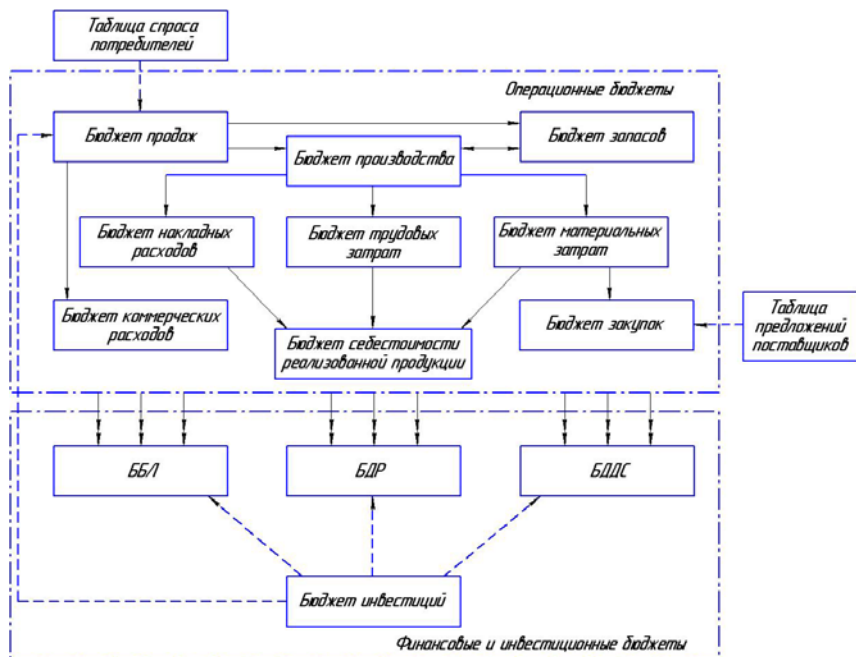 Таблица спроса
потребителей
Операционные бюджеты
Бюджет продаж
Бюджет запасов
Бюджет производства
Бюджет накладных
расходов
Бюджет трудовых
затрат
Бюджет материальных
затрат
Бюджет коммерческих
расходов
Бюджет себестоимости
реализованной продукции
Бюджет закупок
Таблица
предложений
поставщиков
ББЛ
БДР
БДДС
Бюджет инвестиций
Финансовые и инвестиционные бюджеты